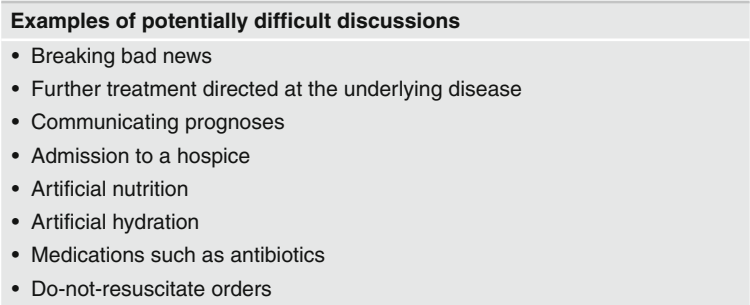 Examples of potentially difficult discussions
• Breaking bad news
• Further treatment directed at the underlying disease
• Communicating prognoses
• Admission to a hospice
• Artificial nutrition
• Artificial hydration
• Medications such as antibiotics
• Do-not-resuscitate orders